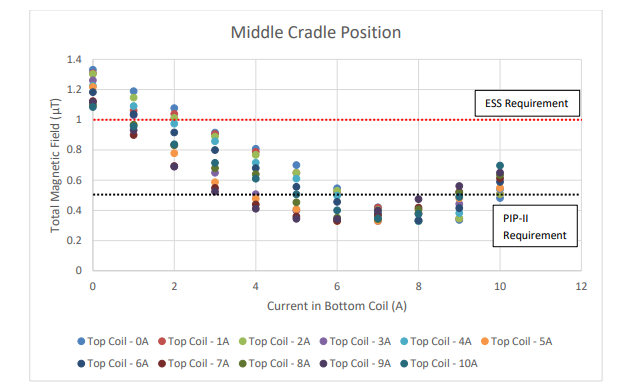 Middle Cradle Position
1.4
1.2
1
0.8
0.6
0.4
0.2
0
Total Magnetic Field (µT)
ESS Requirement
PIP-II
Requirement
0 2 4 6 8 10 12
Current in Bottom Coil (A)
Top Coil - 0A Top Coil - 1A Top Coil - 2A Top Coil - 3A Top Coil - 4A Top Coil - 5A
Top Coil - 6A Top Coil - 7A Top Coil - 8A Top Coil - 9A Top Coil - 10A